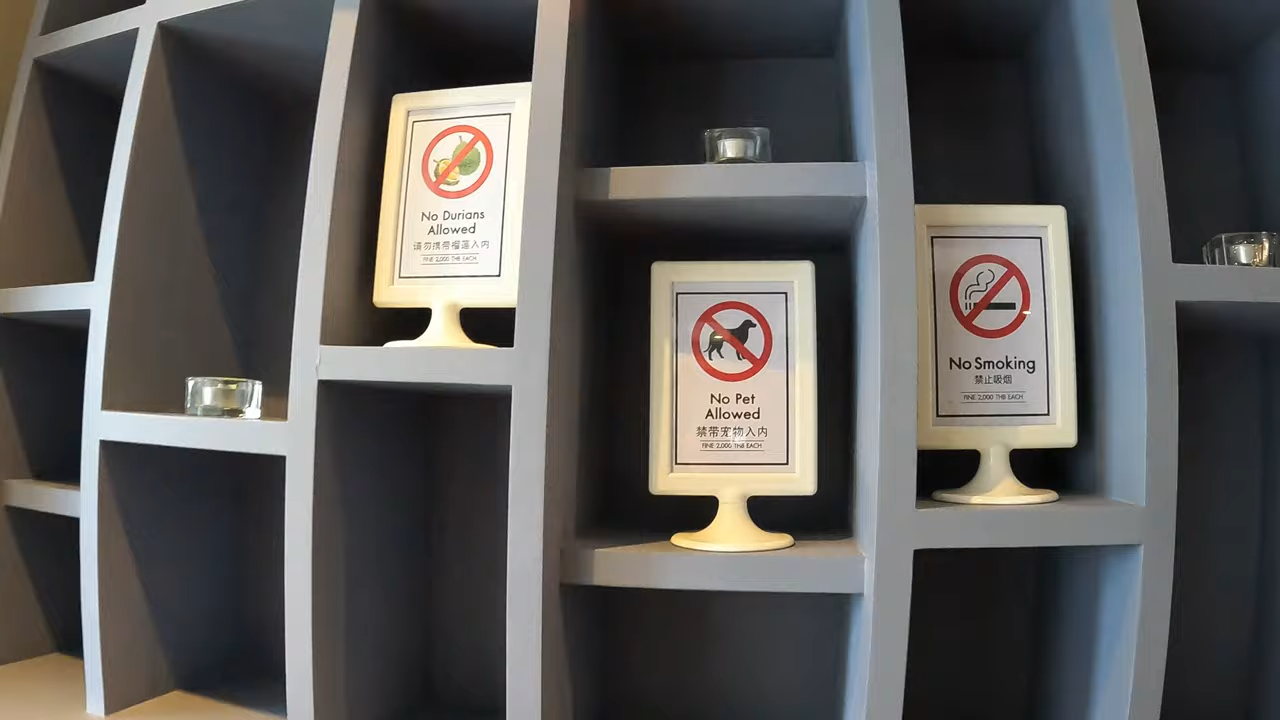 No Durians
Allowed
请勿携带榴莲入内
FINE 2,000 THB EACH
No Pet
Allowed
禁带宠物入内
FINE 2,000 THB EACH
No Smoking
禁止吸烟
FINE 2,000 THB EACH